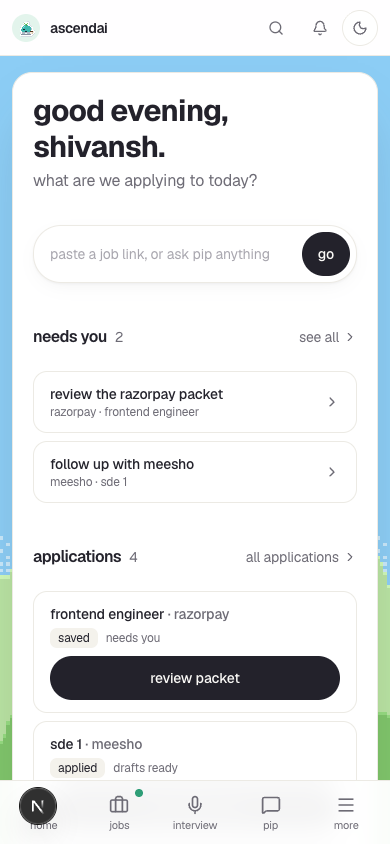 ascendai
good evening,
shivansh.
what are we applying to today?
paste a job link, or ask pip anything
go
needs you 2
see all
review the razorpay packet
razorpay · frontend engineer
follow up with meesho
meesho · sde 1
applications 4
all applications
frontend engineer · razorpay
saved needs you
review packet
sde 1 · meesho
applied drafts ready
N
home
jobs
interview
pip
more